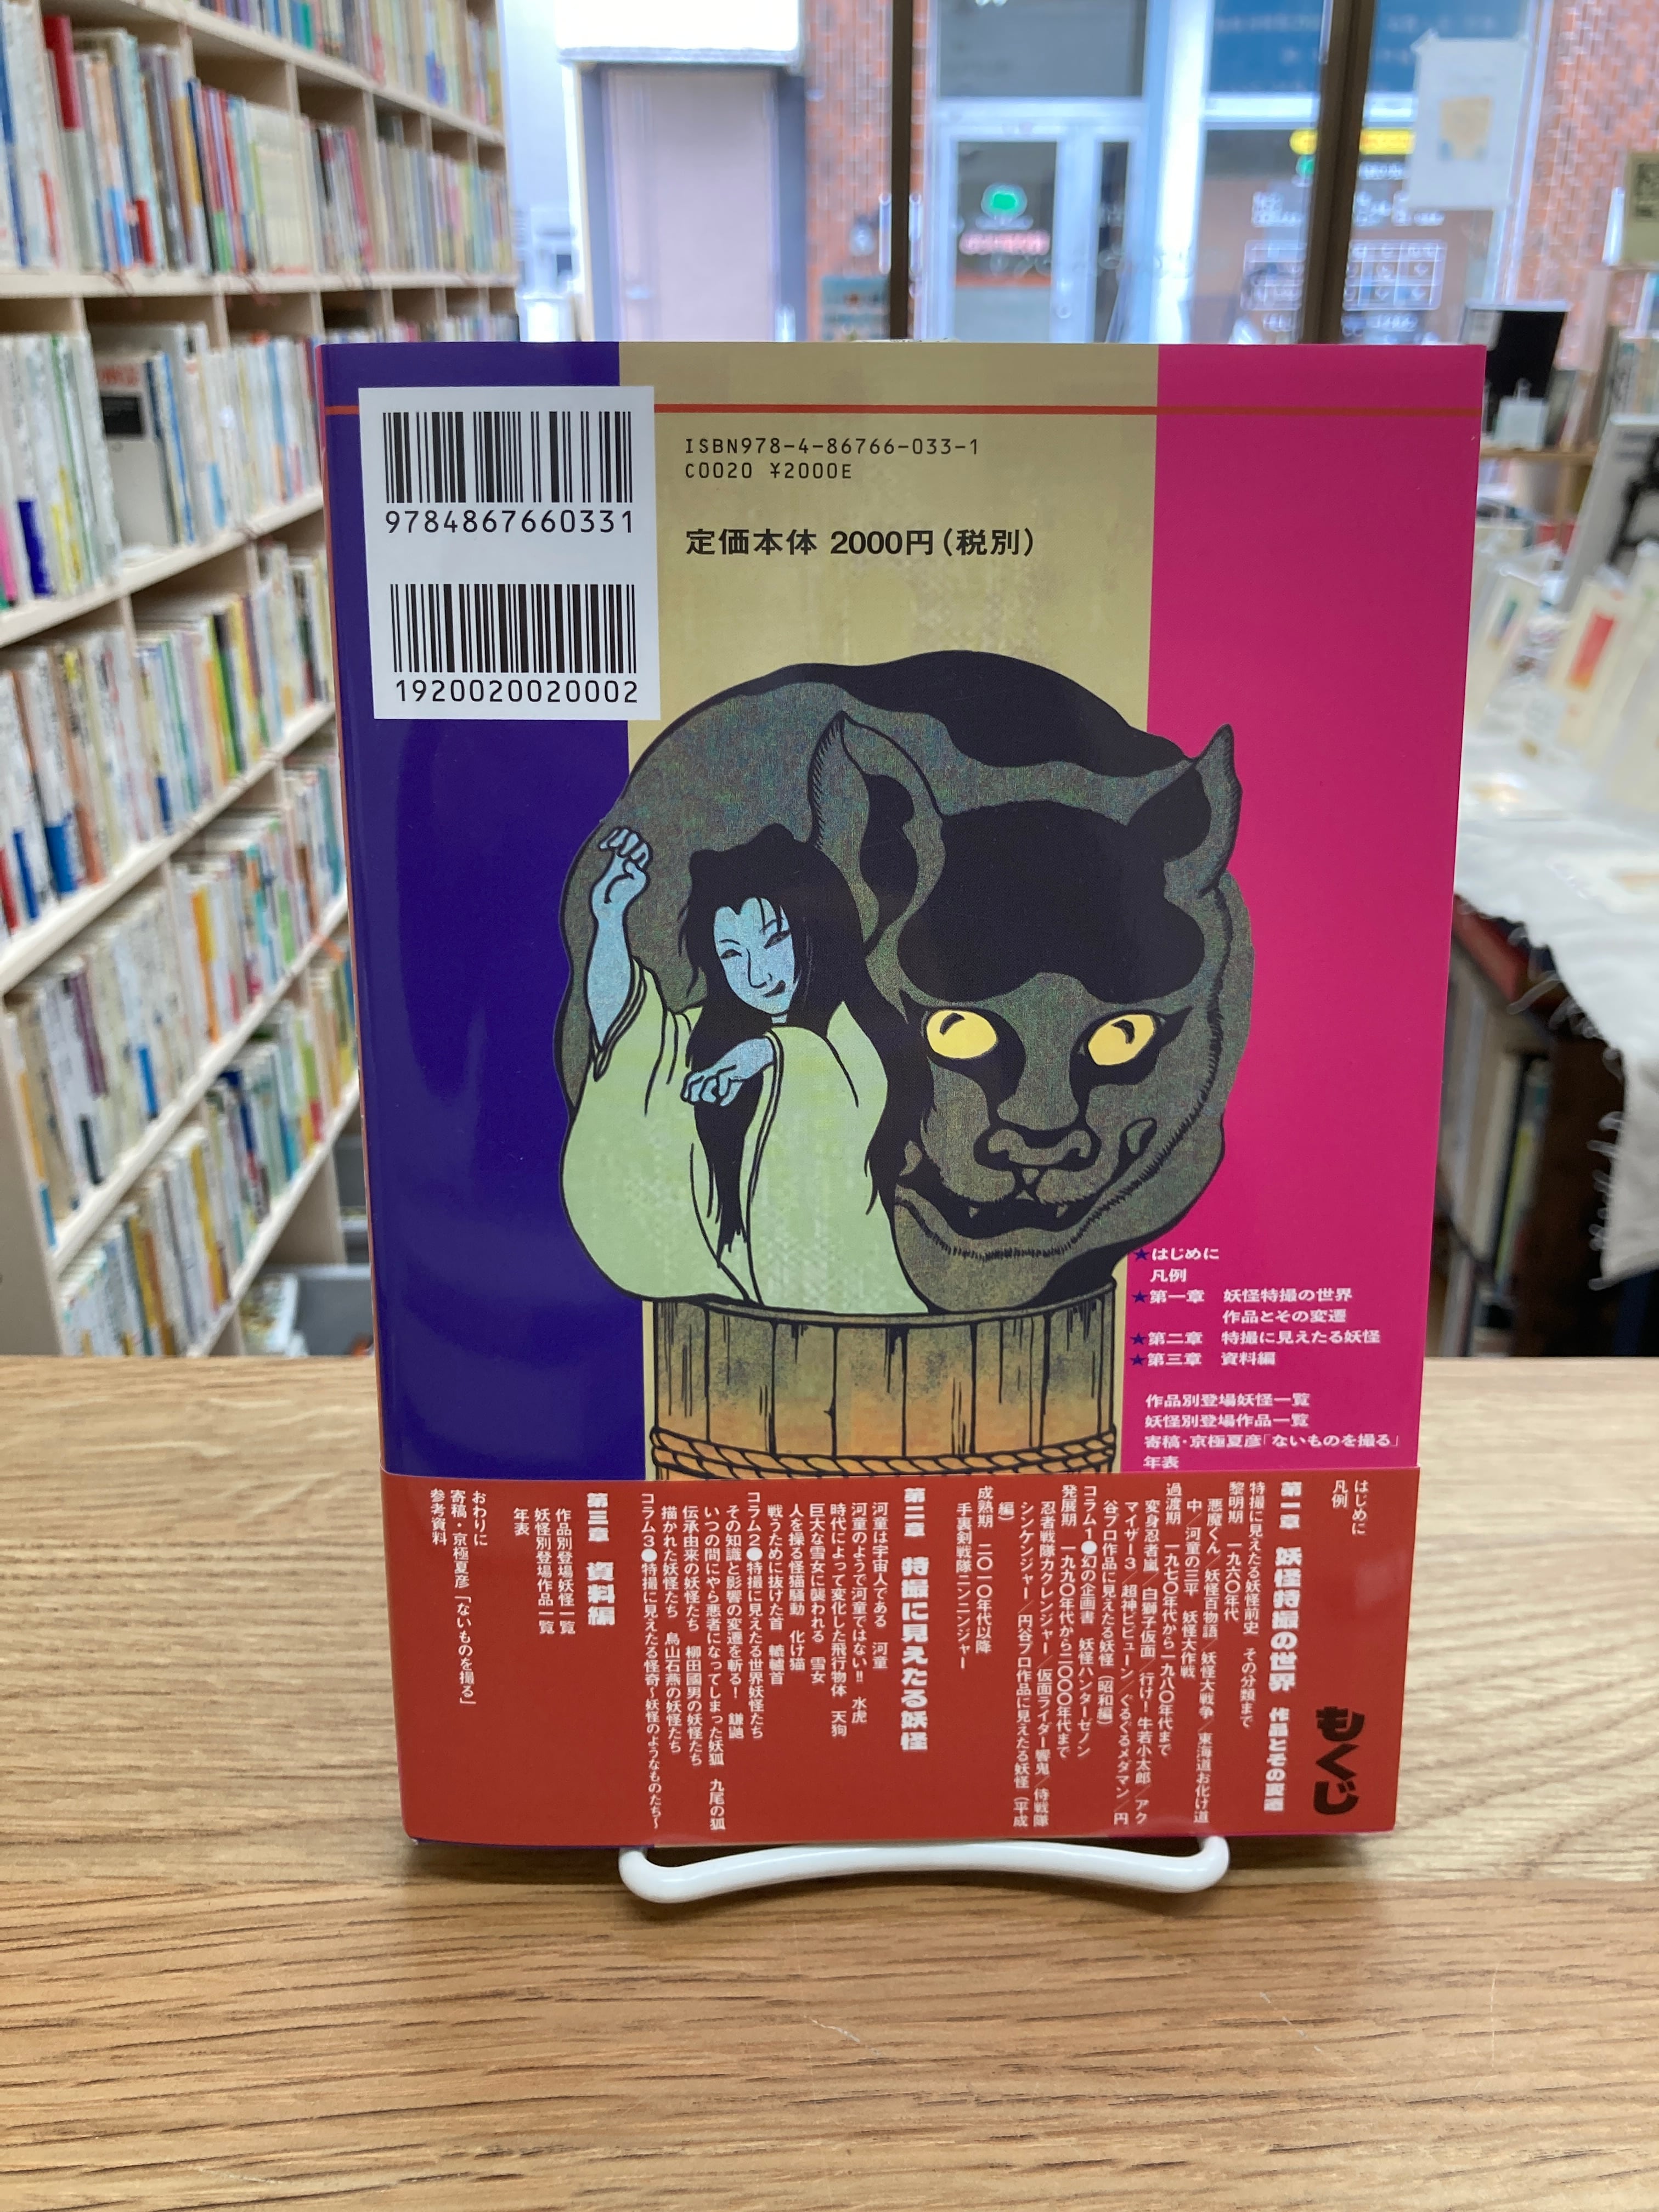 9784867660331
1920020020002
ISBN978-4-86766-033-1
C0020 ¥2000E
定価本体 2000円（税別）
★はじめに
凡例
★第一章 妖怪特撮の世界
作品とその変遷
★第二章 特撮に見えたる妖怪
★第三章 資料編
作品別登場妖怪一覧
妖怪別登場作品一覧
寄稿・京極夏彦「ないものを撮る」
年表
もくじ
はじめに
凡例
第一章 妖怪特撮の世界 作品とその変遷
特撮に見えたる妖怪前史 その分類まで
黎明期 一九六〇年代
悪魔くん／妖怪百物語／妖怪大戦争／東海道お化け道
中／河童の三平 妖怪大作戦
過渡期 一九七〇年代から一九八〇年代まで
変身忍者嵐／白獅子仮面／行け！牛若小太郎／アク
マイザー3／超神ビビューン／ぐるぐるメダマン／円
谷プロ作品に見えたる妖怪（昭和編）
コラム1●幻の企画書 妖怪ハンターゼノン
発展期 一九九〇年代から二〇〇〇年代まで
忍者戦隊カクレンジャー／仮面ライダー響鬼／侍戦隊
シンケンジャー／円谷プロ作品に見えたる妖怪（平成
編）
成熟期 二〇一〇年代以降
手裏剣戦隊ニンニンジャー
第二章 特撮に見えたる妖怪
河童は宇宙人である 河童
河童のようで河童ではない!! 水虎
時代によって変化した飛行物体 天狗
巨大な雪女に襲われる 雪女
人を操る怪猫騒動 化け猫
戦うために抜けた首 轆轤首
コラム2●特撮に見えたる世界妖怪たち
その知識と影響の変遷を斬る！ 鎌鼬
いつの間にやら悪者になってしまった妖狐 九尾の狐
伝承由来の妖怪たち 柳田國男の妖怪たち
描かれた妖怪たち 鳥山石燕の妖怪たち
コラム3●特撮に見えたる怪奇～妖怪のようなものたち～
第三章 資料編
作品別登場妖怪一覧
妖怪別登場作品一覧
年表
おわりに
寄稿・京極夏彦「ないものを撮る」
参考資料